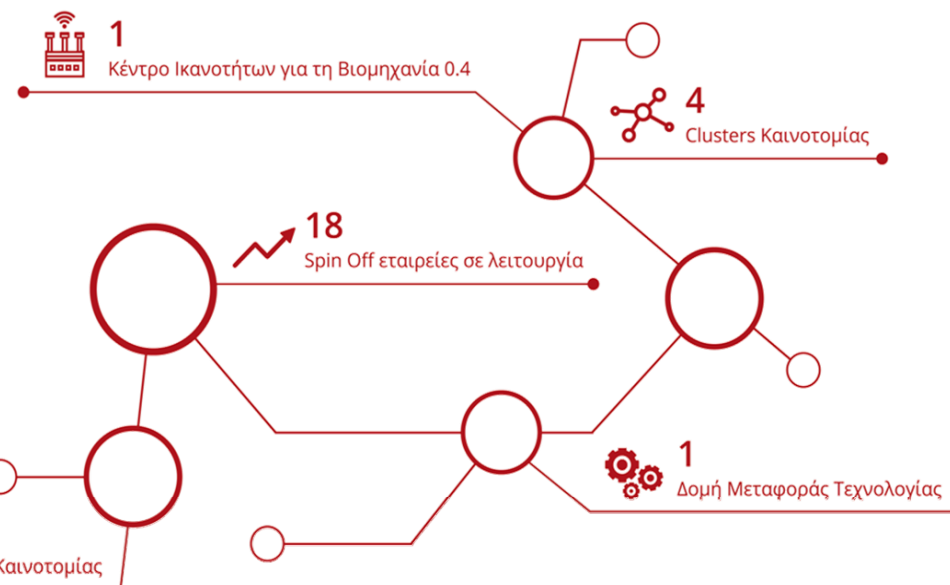 1
Κέντρο Ικανοτήτων για τη Βιομηχανία 0.4
4
Clusters Καινοτομίας
18
Spin Off εταιρείες σε λειτουργία
1
Δομή Μεταφοράς Τεχνολογίας
Καινοτομίας